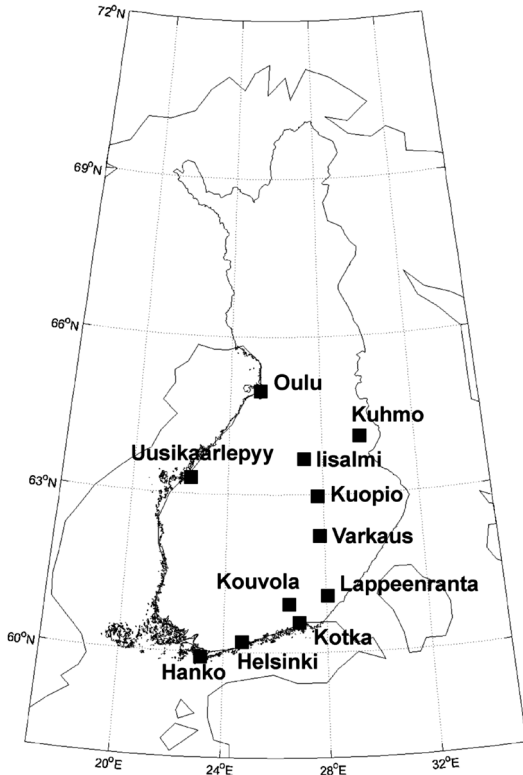 72°N
69°N
66°N
Oulu
Kuhmo
Uusikaarlepyy
Iisalmi
63°N
Kuopio
Varkaus
Kouvola
Lappeenranta
60°N
Kotka
Hanko
Helsinki
20°E
24°E
28°E
32°E